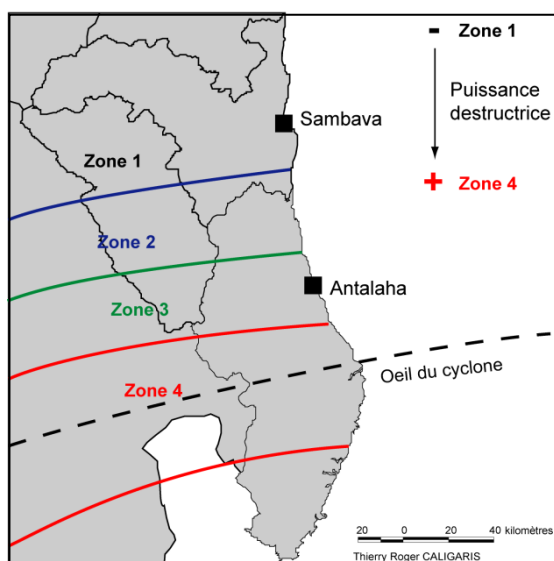 Zone 1
Puissance
destructrice
Zone 4
Sambava
Zone 1
Zone 2
Antalaha
Zone 3
Oeil du cyclone
Zone 4
20 0 20 40 kilomètres
Thierry Roger CALIGARIS